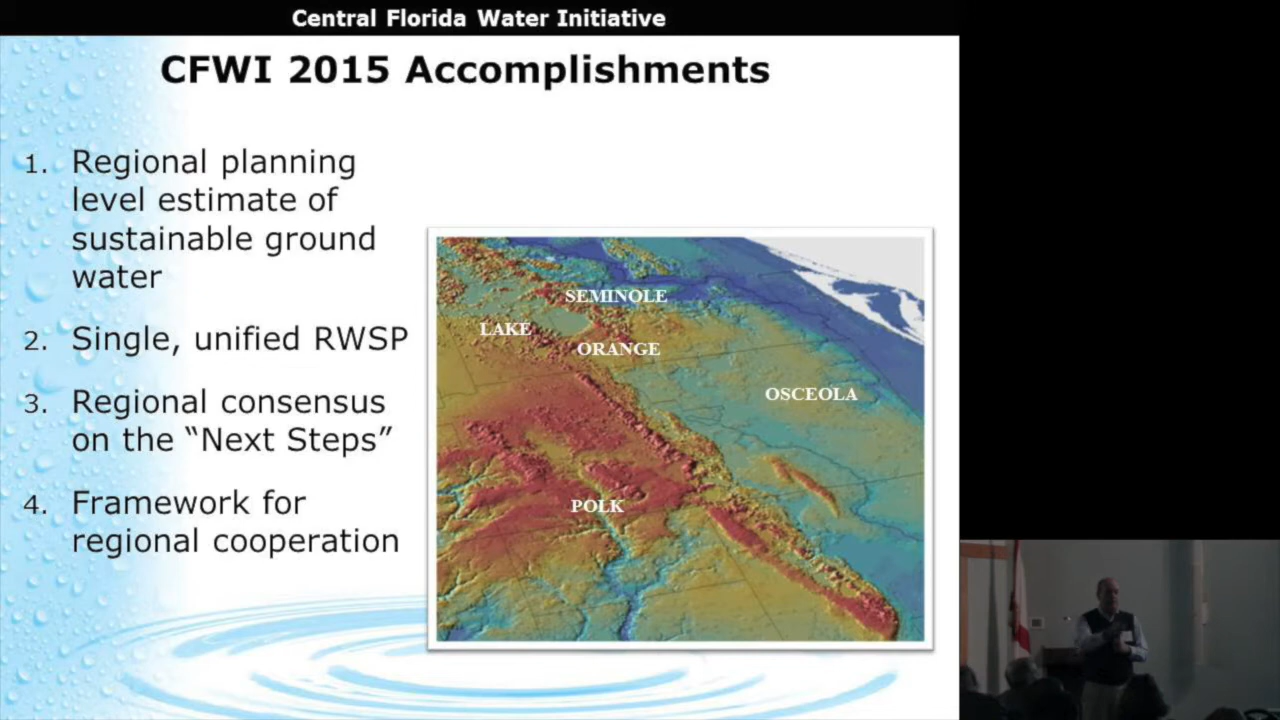 Central Florida Water Initiative
CFWI 2015 Accomplishments
1. Regional planning
level estimate of
sustainable ground
water
2. Single, unified RWSP
3. Regional consensus
on the “Next Steps”
4. Framework for
regional cooperation
SEMINOLE
LAKE
ORANGE
OSCEOLA
POLK